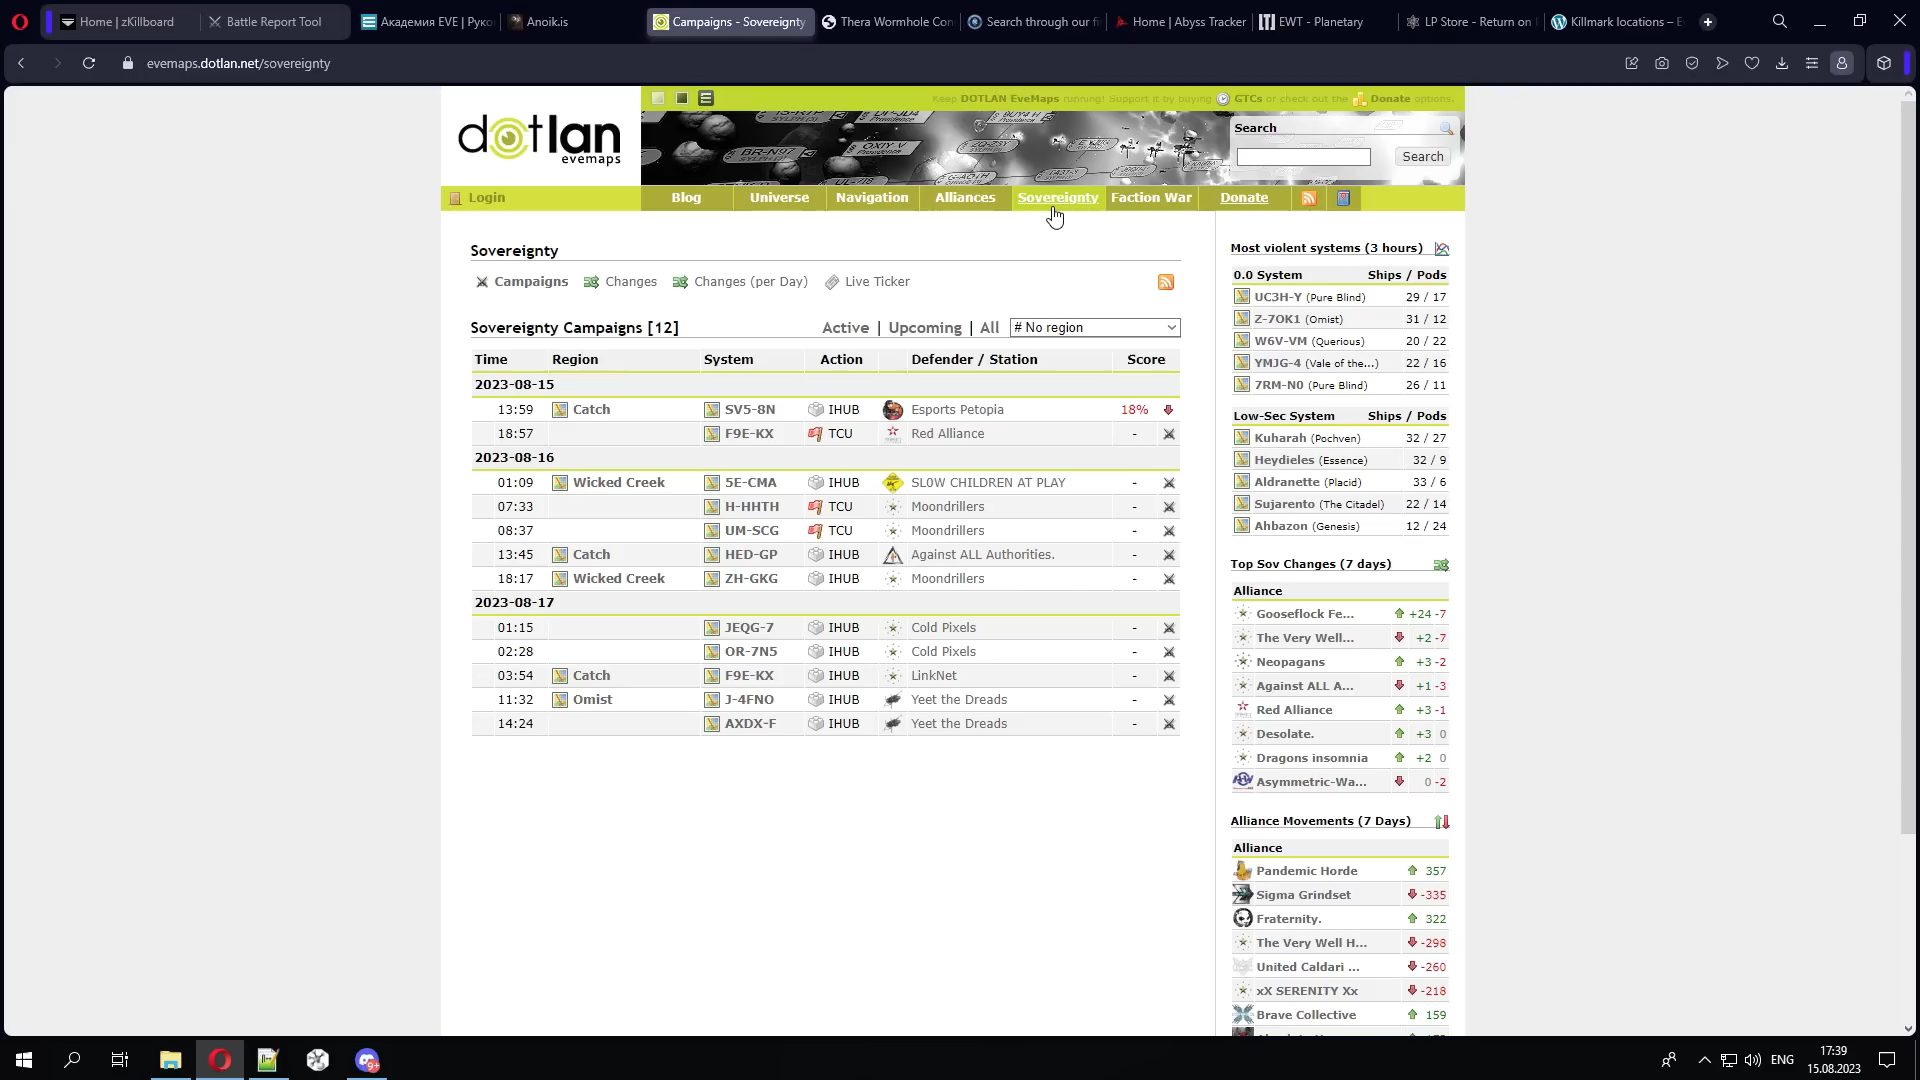 Home | zKillboard
Battle Report Tool
Академия EVE | Руко
Anoik.is
Campaigns - Sovereignty
Thera Wormhole Con
Search through our fi
Home | Abyss Tracker
EWT - Planetary
LP Store - Return on I
Killmark locations – E
evemaps.dotlan.net/sovereignty
Keep DOTLAN EveMaps running! Support it by buying GTCs or check out the Donate options.
dotlan
evemaps
Search
Search
Login
Blog
Universe
Navigation
Alliances
Sovereignty
Faction War
Donate
Sovereignty
Campaigns
Changes
Changes (per Day)
Live Ticker
Sovereignty Campaigns [12]
Active | Upcoming | All
# No region
Time Region System Action Defender / Station Score
2023-08-15
13:59 Catch SV5-8N IHUB Esports Petopia 18%
18:57 F9E-KX TCU Red Alliance -
2023-08-16
01:09 Wicked Creek 5E-CMA IHUB SL0W CHILDREN AT PLAY -
07:33 H-HHTH TCU Moondrillers -
08:37 UM-SCG TCU Moondrillers -
13:45 Catch HED-GP IHUB Against ALL Authorities. -
18:17 Wicked Creek ZH-GKG IHUB Moondrillers -
2023-08-17
01:15 JEQG-7 IHUB Cold Pixels -
02:28 OR-7N5 IHUB Cold Pixels -
03:54 Catch F9E-KX IHUB LinkNet -
11:32 Omist J-4FNO IHUB Yeet the Dreads -
14:24 AXDX-F IHUB Yeet the Dreads -
Most violent systems (3 hours)
0.0 System Ships / Pods
UC3H-Y (Pure Blind) 29 / 17
Z-7OK1 (Omist) 31 / 12
W6V-VM (Querious) 20 / 22
YMJG-4 (Vale of the...) 22 / 16
7RM-N0 (Pure Blind) 26 / 11
Low-Sec System Ships / Pods
Kuharah (Pochven) 32 / 27
Heydieles (Essence) 32 / 9
Aldranette (Placid) 33 / 6
Sujarento (The Citadel) 22 / 14
Ahbazon (Genesis) 12 / 24
Top Sov Changes (7 days)
Alliance
Gooseflock Fe... +24 -7
The Very Well... +2 -7
Neopagans +3 -2
Against ALL A... +1 -3
Red Alliance +3 -1
Desolate. +3 0
Dragons insomnia +2 0
Asymmetric-Wa... 0 -2
Alliance Movements (7 Days)
Alliance
Pandemic Horde 357
Sigma Grindset -335
Fraternity. 322
The Very Well H... -298
United Caldari ... -260
xX SERENITY Xx -218
Brave Collective 159
9+
ENG
17:39
15.08.2023